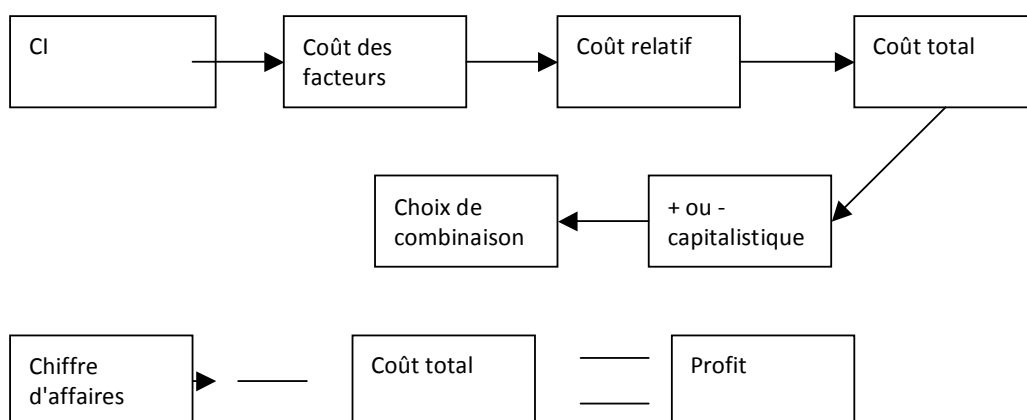 CI
Coût des
facteurs
Coût relatif
Coût total
Choix de
combinaison
+ ou -
capitalistique
Chiffre
d'affaires
Coût total
Profit